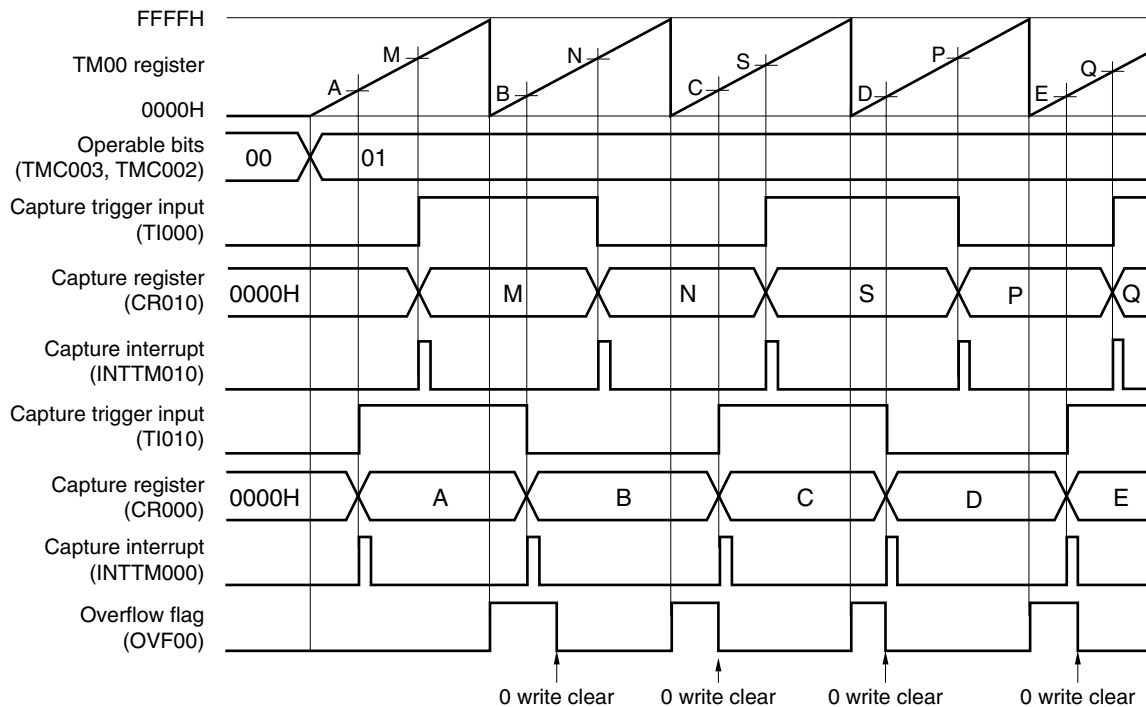 FFFFH
TM00 register
0000H
A M B N C S D P E Q
Operable bits
(TMC003, TMC002)
00 01
Capture trigger input
(TI000)
Capture register
(CR010)
0000H M N S P Q
Capture interrupt
(INTTM010)
Capture trigger input
(TI010)
Capture register
(CR000)
0000H A B C D E
Capture interrupt
(INTTM000)
Overflow flag
(OVF00)
0 write clear 0 write clear 0 write clear 0 write clear